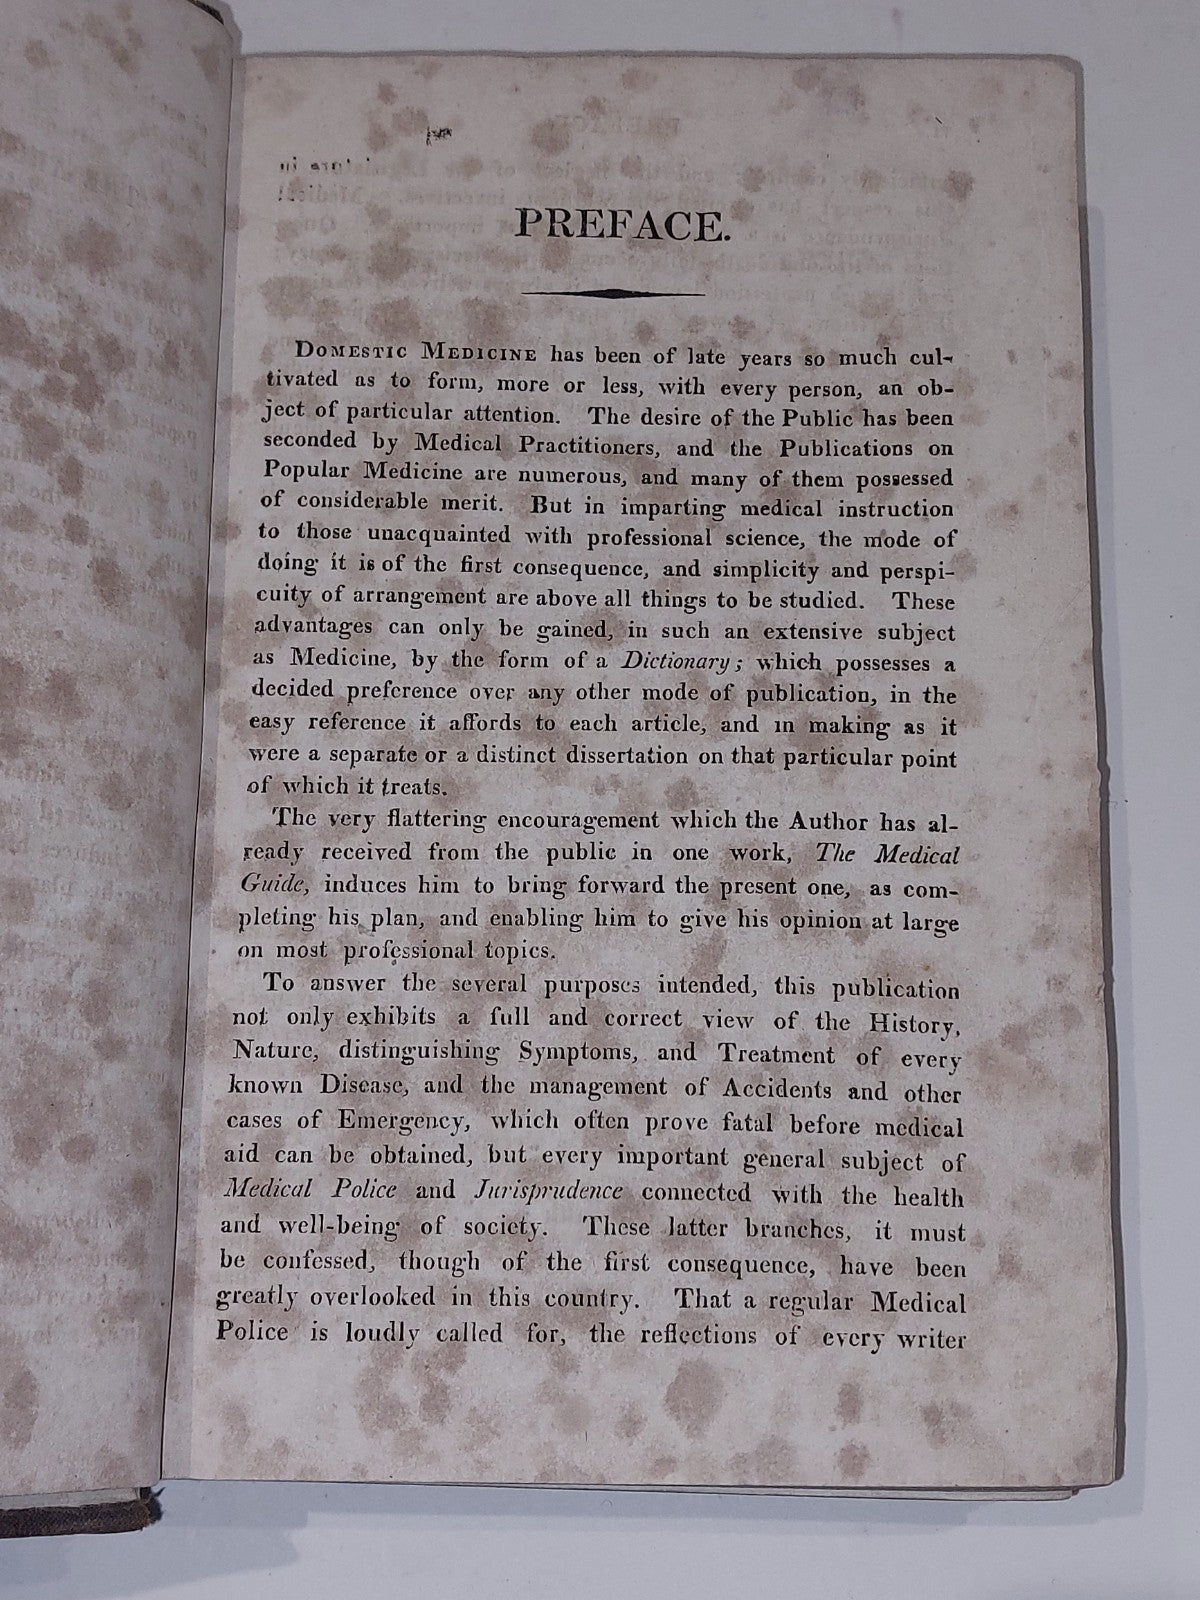 PREFACE.
DOMESTIC MEDICINE has been of late years so much cul-
tivated as to form, more or less, with every person, an ob-
ject of particular attention. The desire of the Public has been
seconded by Medical Practitioners, and the Publications on
Popular Medicine are numerous, and many of them possessed
of considerable merit. But in imparting medical instruction
to those unacquainted with professional science, the mode of
doing it is of the first consequence, and simplicity and perspi-
cuity of arrangement are above all things to be studied. These
advantages can only be gained, in such an extensive subject
as Medicine, by the form of a Dictionary; which possesses a
decided preference over any other mode of publication, in the
easy reference it affords to each article, and in making as it
were a separate or a distinct dissertation on that particular point
of which it treats.
The very flattering encouragement which the Author has al-
ready received from the public in one work, The Medical
Guide, induces him to bring forward the present one, as com-
pleting his plan, and enabling him to give his opinion at large
on most professional topics.
To answer the several purposes intended, this publication
not only exhibits a full and correct view of the History,
Nature, distinguishing Symptoms, and Treatment of every
known Disease, and the management of Accidents and other
cases of Emergency, which often prove fatal before medical
aid can be obtained, but every important general subject of
Medical Police and Jurisprudence connected with the health
and well-being of society. These latter branches, it must
be confessed, though of the first consequence, have been
greatly overlooked in this country. That a regular Medical
Police is loudly called for, the reflections of every writer